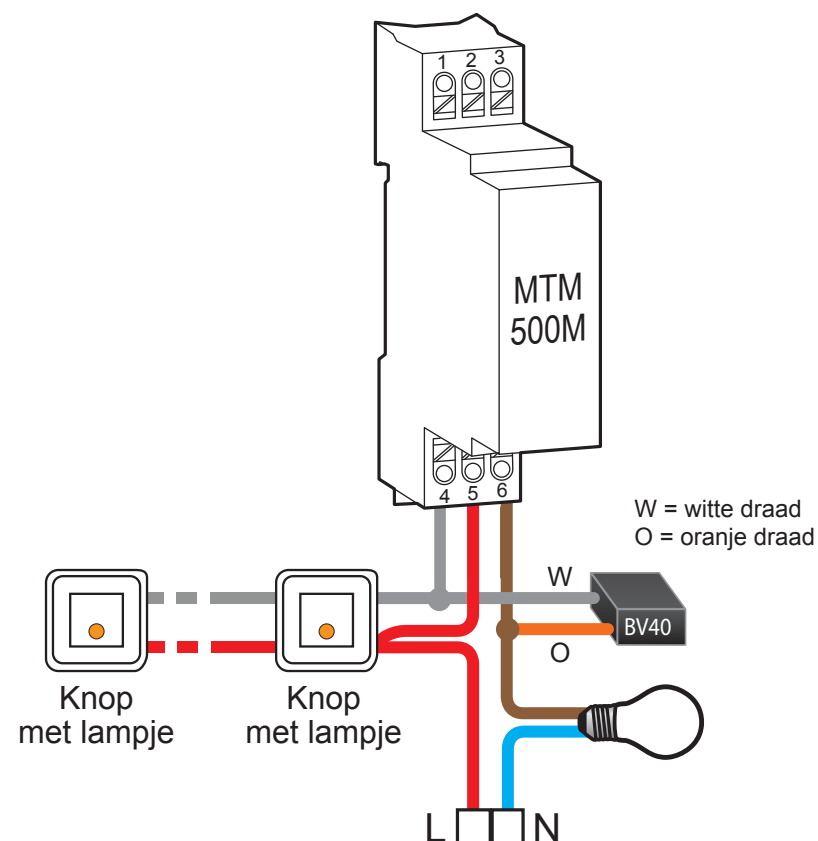 1 2 3
MTM
500M
4 5 6
W = witte draad
O = oranje draad
W
BV40
O
Knop
met lampje
Knop
met lampje
L N